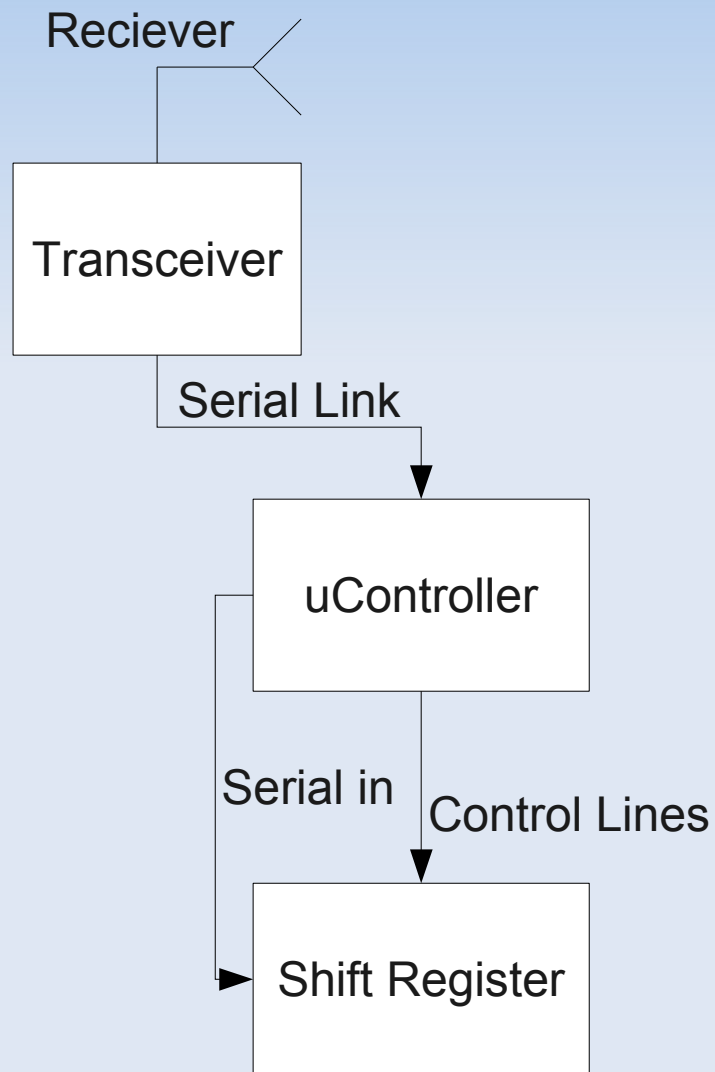 Reciever
Transceiver
Serial Link
uController
Serial in
Control Lines
Shift Register